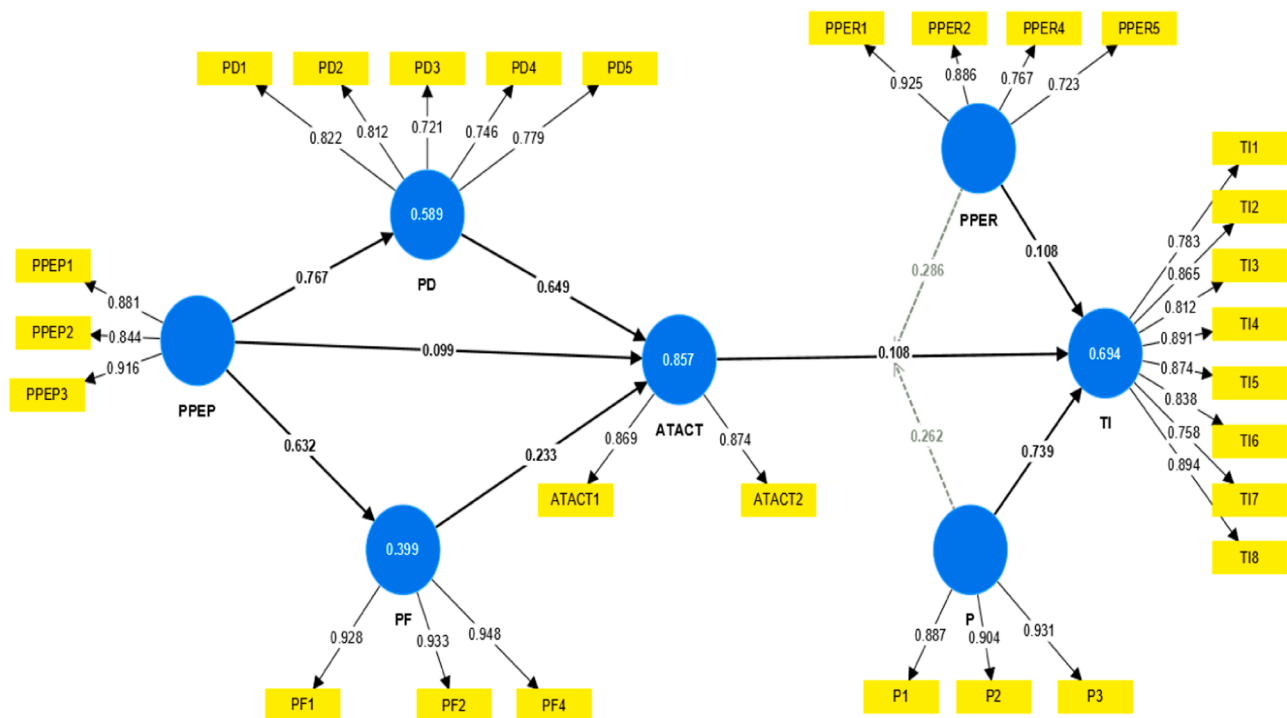 PPER1 PPER2 PPER4 PPER5
0.925 0.886 0.767 0.723
PD1 PD2 PD3 PD4 PD5
0.822 0.812 0.721 0.746 0.779
PPER
0.589
PD
TI1
TI2
TI3
TI4
TI5
TI6
TI7
TI8
0.783
0.865
0.812
0.891
0.874
0.838
0.758
0.894
PPEP1
PPEP2
PPEP3
0.881
0.844
0.916
PPEP
0.767
0.649
0.099
0.632
0.233
0.857
ATACT
0.869 0.874
ATACT1 ATACT2
0.286
0.108
0.108
0.694
TI
0.262
0.739
0.399
PF
0.928 0.933 0.948
PF1 PF2 PF4
P
0.887 0.904 0.931
P1 P2 P3